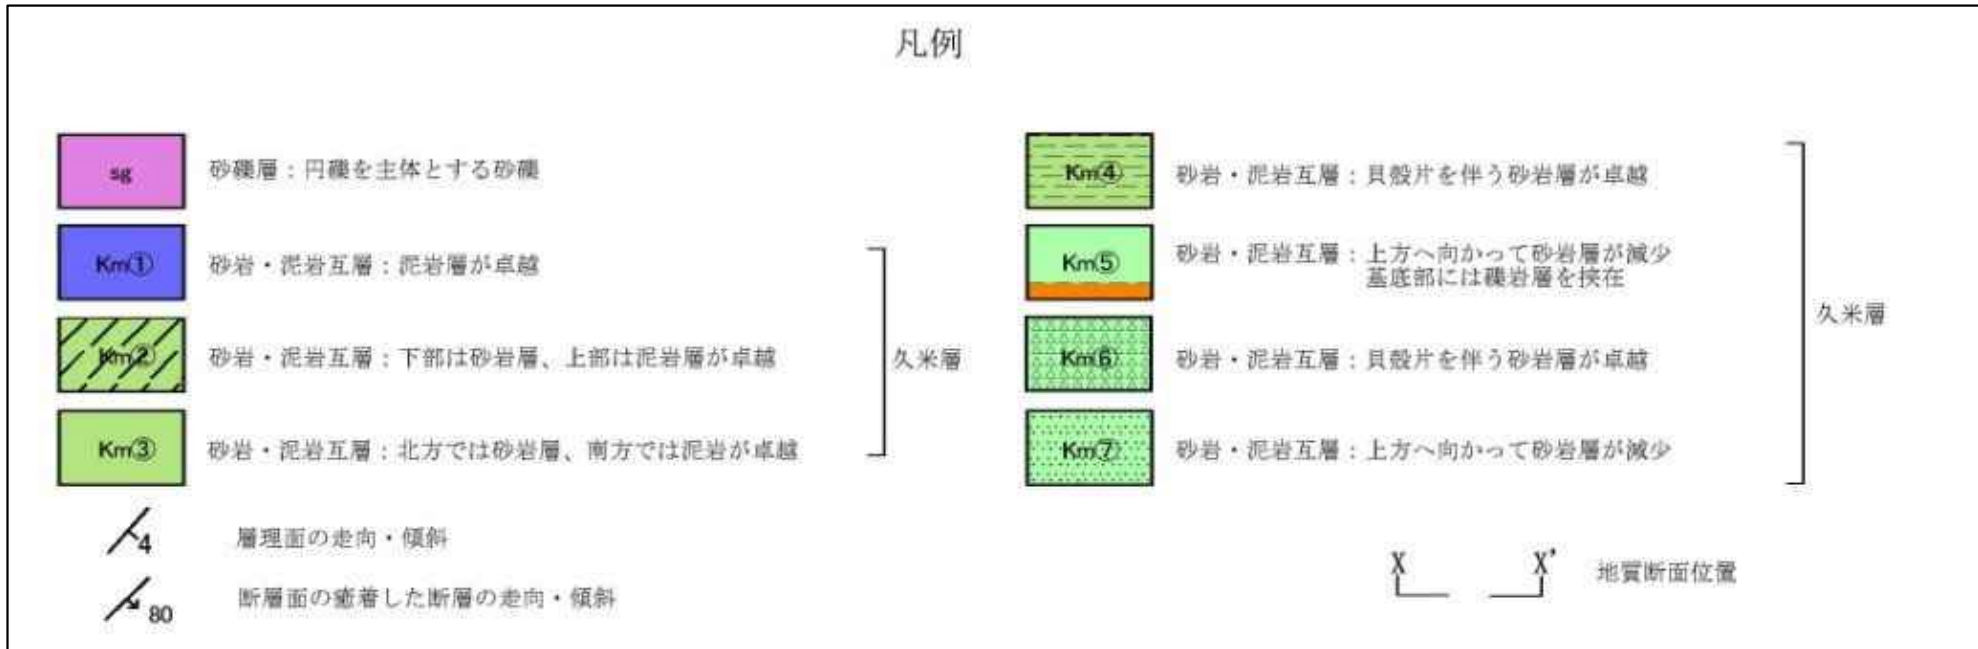 凡例
sg
砂礫層：円礫を主体とする砂礫
Km①
砂岩・泥岩互層：泥岩層が卓越
Km②
砂岩・泥岩互層：下部は砂岩層、上部は泥岩層が卓越
Km③
砂岩・泥岩互層：北方では砂岩層、南方では泥岩が卓越
久米層
4
層理面の走向・傾斜
80
断層面の癒着した断層の走向・傾斜
Km④
砂岩・泥岩互層：貝殻片を伴う砂岩層が卓越
Km⑤
砂岩・泥岩互層：上方へ向かって砂岩層が減少
基底部には礫岩層を挟在
Km⑥
砂岩・泥岩互層：貝殻片を伴う砂岩層が卓越
Km⑦
砂岩・泥岩互層：上方へ向かって砂岩層が減少
久米層
X X'
地質断面位置